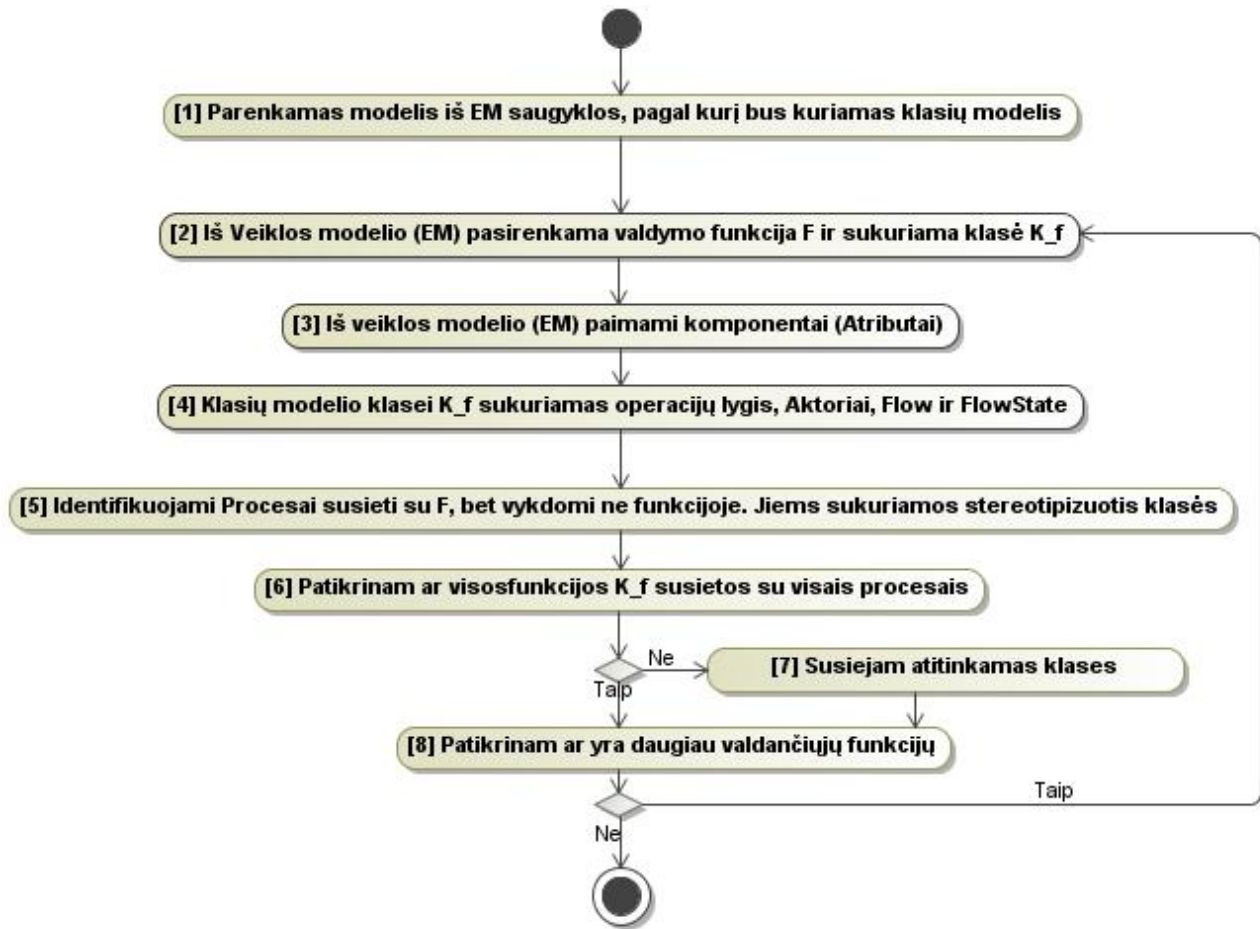 [1] Parenkamas modelis iš EM saugyklos, pagal kurį bus kuriamas klasių modelis
[2] Iš Veiklos modelio (EM) pasirenkama valdymo funkcija F ir sukuriama klasė K_f
[3] Iš veiklos modelio (EM) paimami komponentai (Atributai)
[4] Klasių modelio klasei K_f sukuriamas operacijų lygis, Aktoriai, Flow ir FlowState
[5] Identifikuojami Procesai susieti su F, bet vykdomi ne funkcijoje. Jiems sukuriamos stereotipizuotis klasės
[6] Patikrinam ar visosfunkcijos K_f susietos su visais procesais
Ne
[7] Susiejam atitinkamas klases
Taip
[8] Patikrinam ar yra daugiau valdančiųjų funkcijų
Taip
Ne